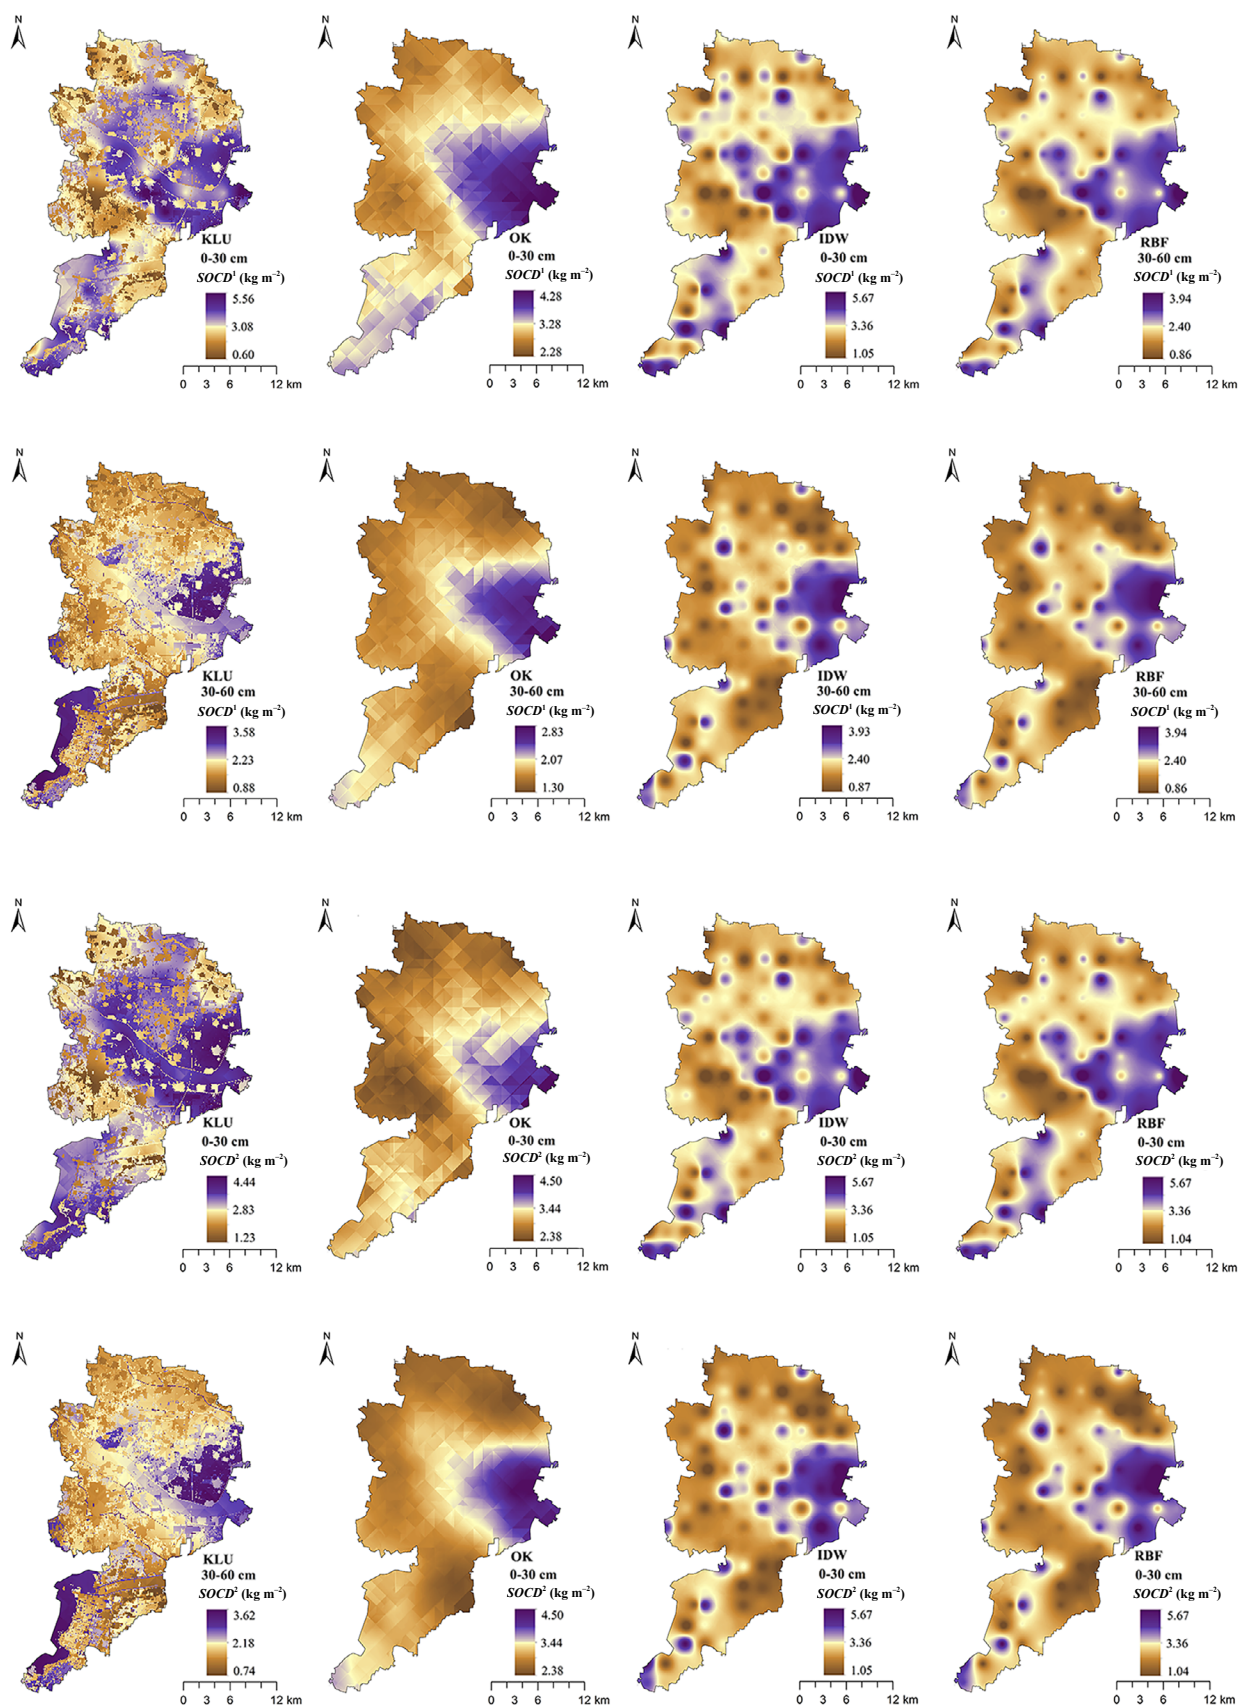 N
KLU
0-30 cm
SOCD¹ (kg m⁻²)
5.56
3.08
0.60
0 3 6 12 km
N
OK
0-30 cm
SOCD¹ (kg m⁻²)
4.28
3.28
2.28
0 3 6 12 km
N
IDW
0-30 cm
SOCD¹ (kg m⁻²)
5.67
3.36
1.05
0 3 6 12 km
N
RBF
30-60 cm
SOCD¹ (kg m⁻²)
3.94
2.40
0.86
0 3 6 12 km
N
KLU
30-60 cm
SOCD¹ (kg m⁻²)
3.58
2.23
0.88
0 3 6 12 km
N
OK
30-60 cm
SOCD¹ (kg m⁻²)
2.83
2.07
1.30
0 3 6 12 km
N
IDW
30-60 cm
SOCD¹ (kg m⁻²)
3.93
2.40
0.87
0 3 6 12 km
N
RBF
30-60 cm
SOCD¹ (kg m⁻²)
3.94
2.40
0.86
0 3 6 12 km
N
KLU
0-30 cm
SOCD² (kg m⁻²)
4.44
2.83
1.23
0 3 6 12 km
N
OK
0-30 cm
SOCD² (kg m⁻²)
4.50
3.44
2.38
0 3 6 12 km
N
IDW
0-30 cm
SOCD² (kg m⁻²)
5.67
3.36
1.05
0 3 6 12 km
N
RBF
0-30 cm
SOCD² (kg m⁻²)
5.67
3.36
1.04
0 3 6 12 km
N
KLU
30-60 cm
SOCD² (kg m⁻²)
3.62
2.18
0.74
0 3 6 12 km
N
OK
0-30 cm
SOCD² (kg m⁻²)
4.50
3.44
2.38
0 3 6 12 km
N
IDW
0-30 cm
SOCD² (kg m⁻²)
5.67
3.36
1.05
0 3 6 12 km
N
RBF
0-30 cm
SOCD² (kg m⁻²)
5.67
3.36
1.04
0 3 6 12 km